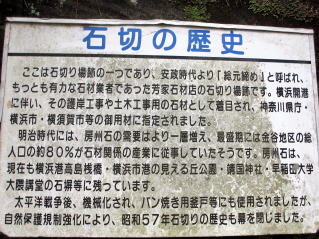 石切の歴史
ここは石切り場跡の一つであり、安政時代より「総元締め」と呼ばれ、
もっとも有力な石材業者であった芳家石材店の石切り場跡です。横浜開港
に伴い、その護岸工事や土木工事用の石材として着目され、神奈川県庁・
横浜市・横須賀市等の御用材に指定されました。
明治時代には、房州石の需要はより一層増え、最盛期には金谷地区の総
人口の約80％が石材関係の産業に従事していたそうです。房州石は、
現在も横浜港高島桟橋・横浜市港の見える丘公園・靖国神社・早稲田大学
大隈講堂の石塀等に残っています。
太平洋戦争後、機械化され、パン焼き用釜戸等にも使用されましたが、
自然保護規制強化により、昭和57年石切りの歴史も幕を閉じました。